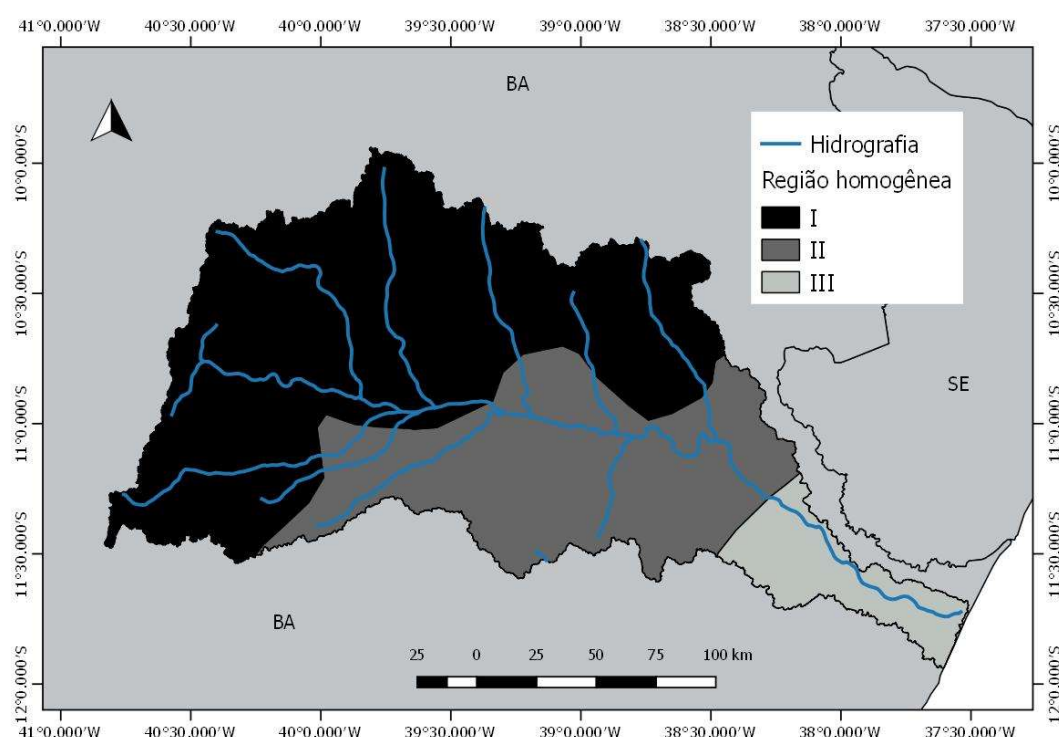 41°0.000'W 40°30.000'W 40°0.000'W 39°30.000'W 39°0.000'W 38°30.000'W 38°0.000'W 37°30.000'W
BA
Hidrografia
Região homogênea
I
II
III
10°0.000'S 10°30.000'S 11°0.000'S 11°30.000'S 12°0.000'S
10°0.000'S 10°30.000'S 11°0.000'S 11°30.000'S 12°0.000'S
SE
BA
25 0 25 50 75 100 km
41°0.000'W 40°30.000'W 40°0.000'W 39°30.000'W 39°0.000'W 38°30.000'W 38°0.000'W 37°30.000'W